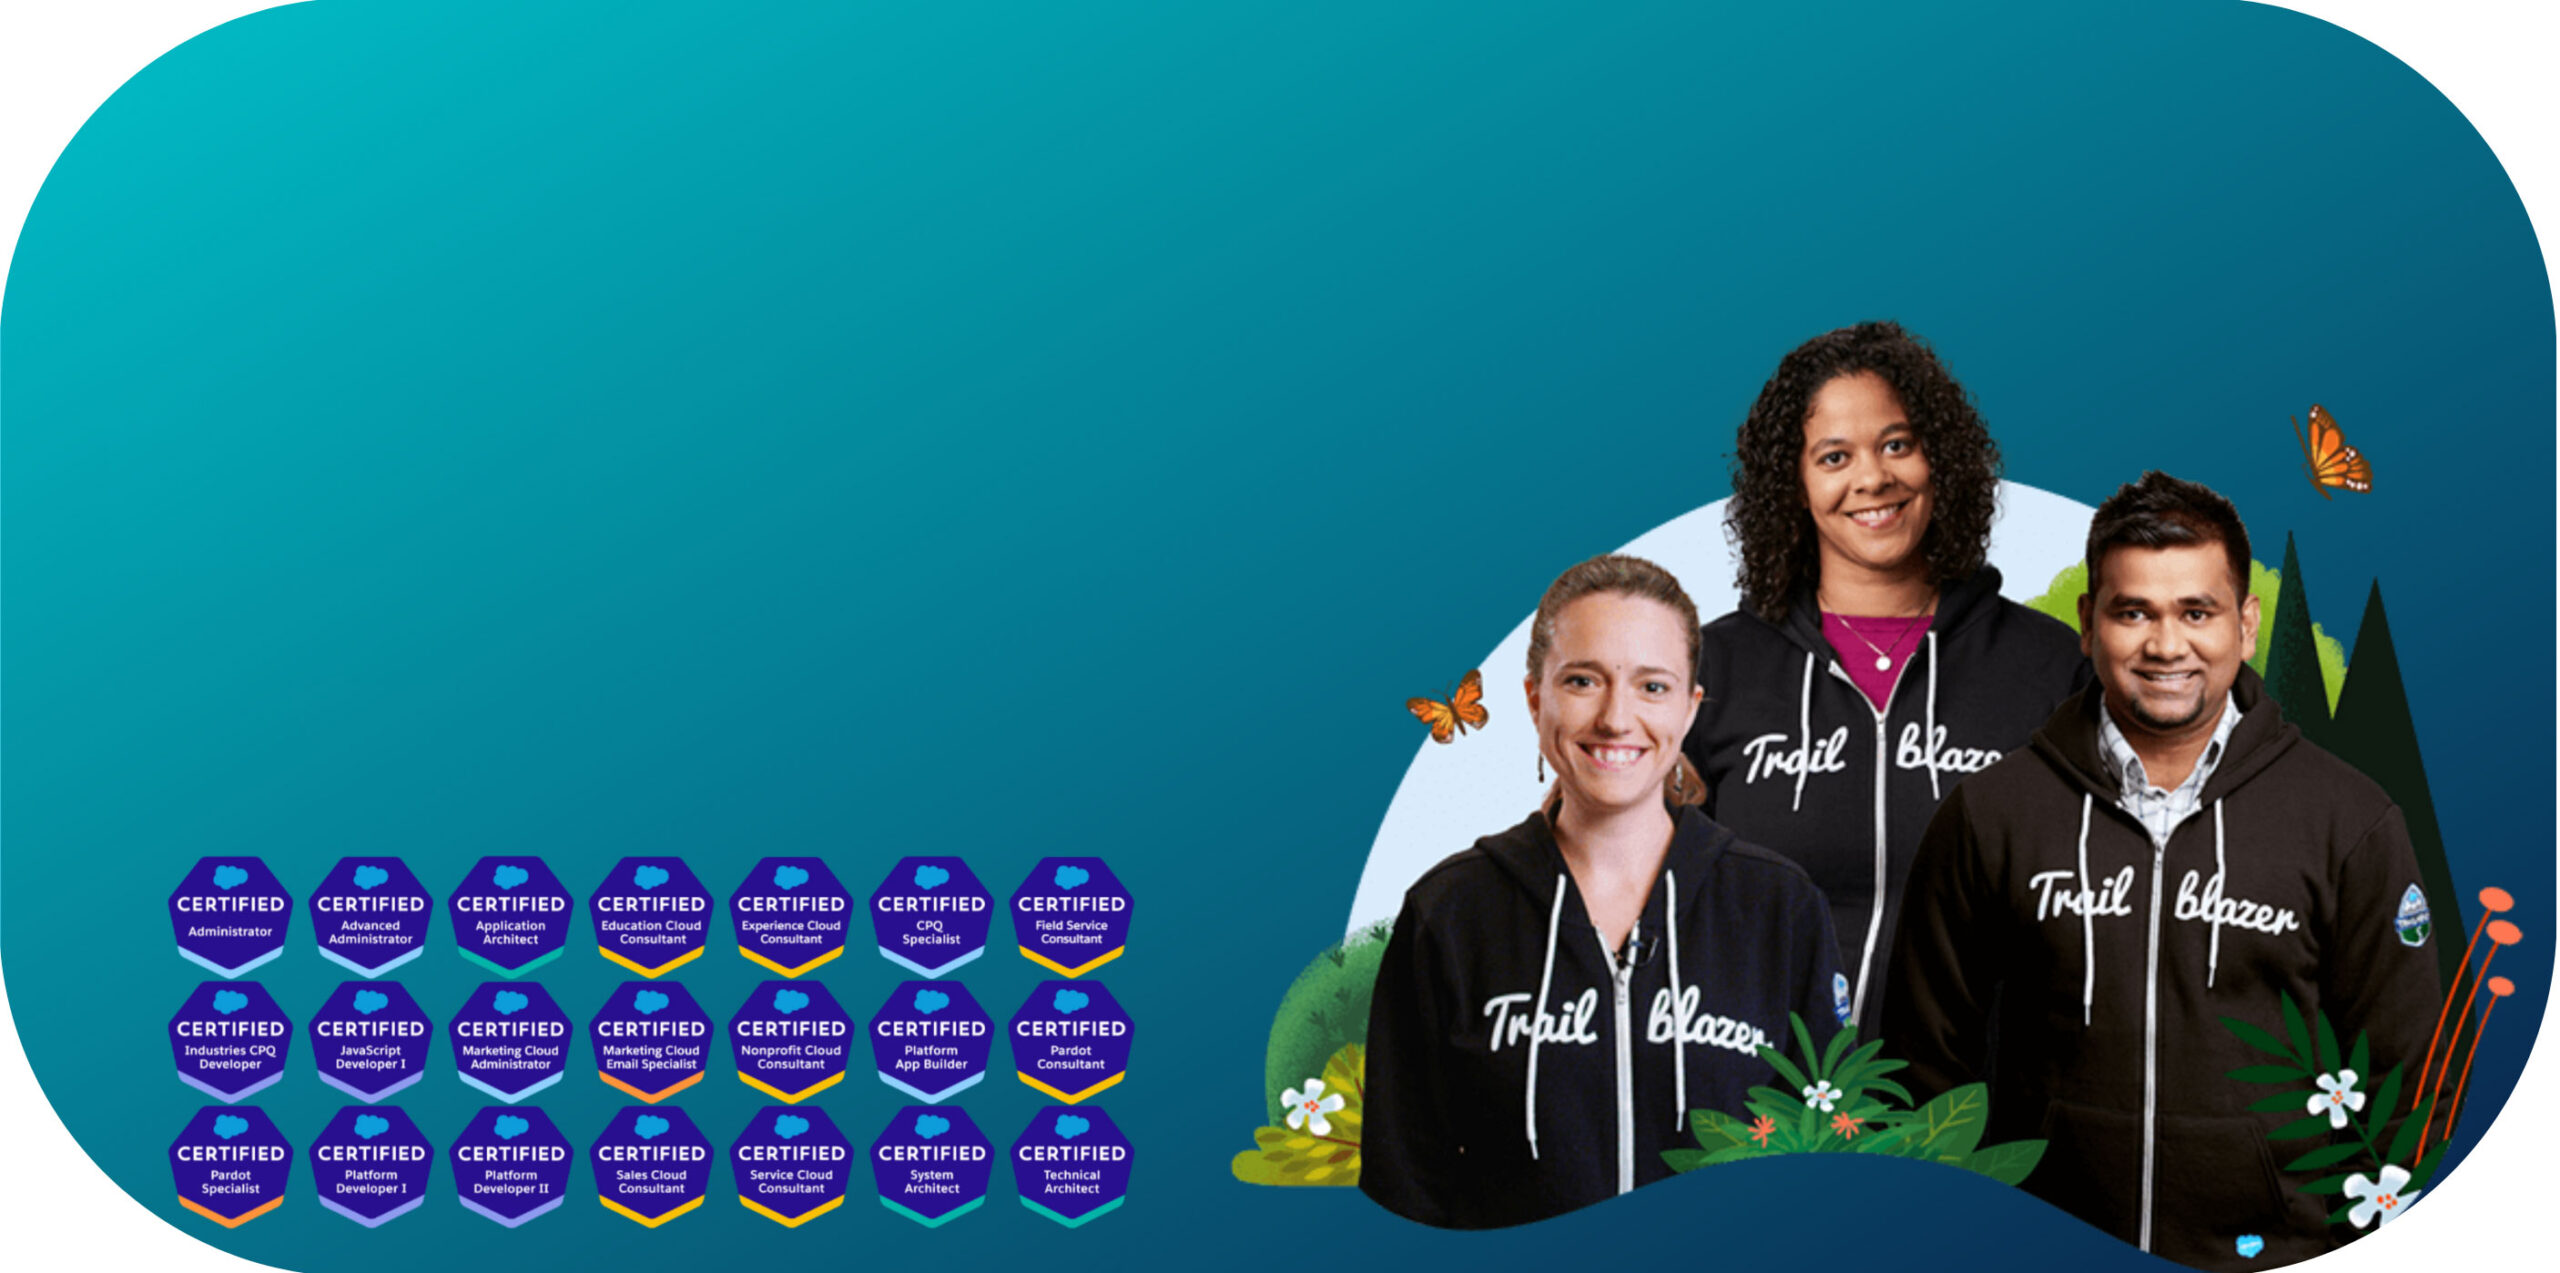 CERTIFIED
Administrator
CERTIFIED
Advanced
Administrator
CERTIFIED
Application
Architect
CERTIFIED
Education Cloud
Consultant
CERTIFIED
Experience Cloud
Consultant
CERTIFIED
CPQ
Specialist
CERTIFIED
Field Service
Consultant
CERTIFIED
Industries CPQ
Developer
CERTIFIED
JavaScript
Developer I
CERTIFIED
Marketing Cloud
Administrator
CERTIFIED
Marketing Cloud
Email Specialist
CERTIFIED
Nonprofit Cloud
Consultant
CERTIFIED
Platform
App Builder
CERTIFIED
Pardot
Consultant
CERTIFIED
Pardot
Specialist
CERTIFIED
Platform
Developer I
CERTIFIED
Platform
Developer II
CERTIFIED
Sales Cloud
Consultant
CERTIFIED
Service Cloud
Consultant
CERTIFIED
System
Architect
CERTIFIED
Technical
Architect
Trail blaze
Trail blazer
Trail blazer